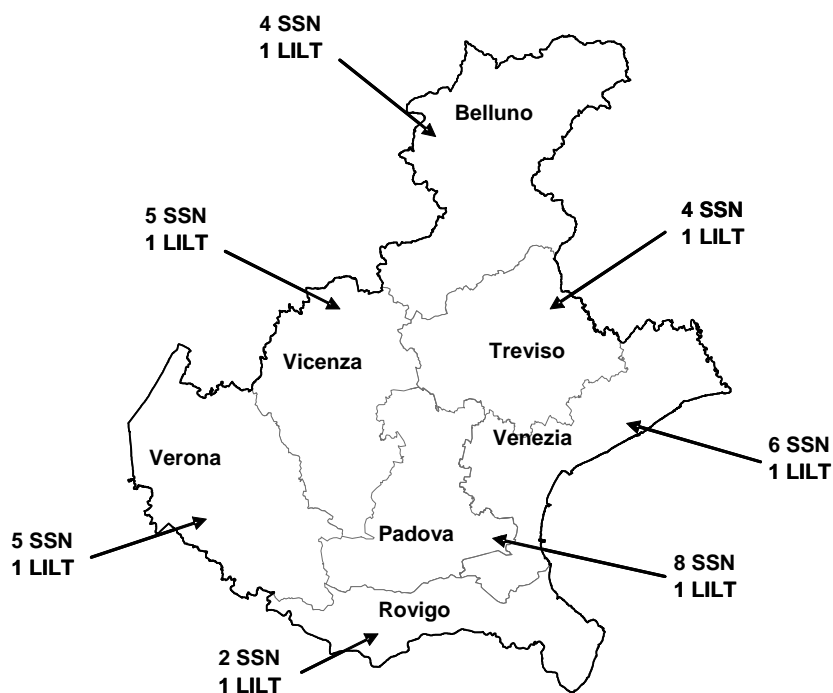 4 SSN
1 LILT
Belluno
5 SSN
1 LILT
4 SSN
1 LILT
Vicenza
Treviso
Verona
Venezia
6 SSN
1 LILT
5 SSN
1 LILT
Padova
8 SSN
1 LILT
Rovigo
2 SSN
1 LILT